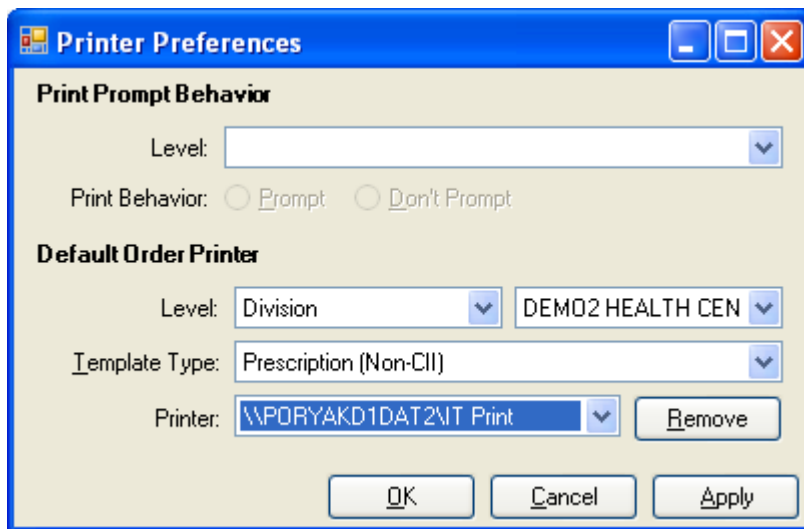 Printer Preferences
Print Prompt Behavior
Level:
Print Behavior: Prompt Don't Prompt
Default Order Printer
Level: Division DEMO2 HEALTH CEN
Template Type: Prescription (Non-CII)
Printer: \\PORYAKD1DAT2\IT Print Remove
OK Cancel Apply